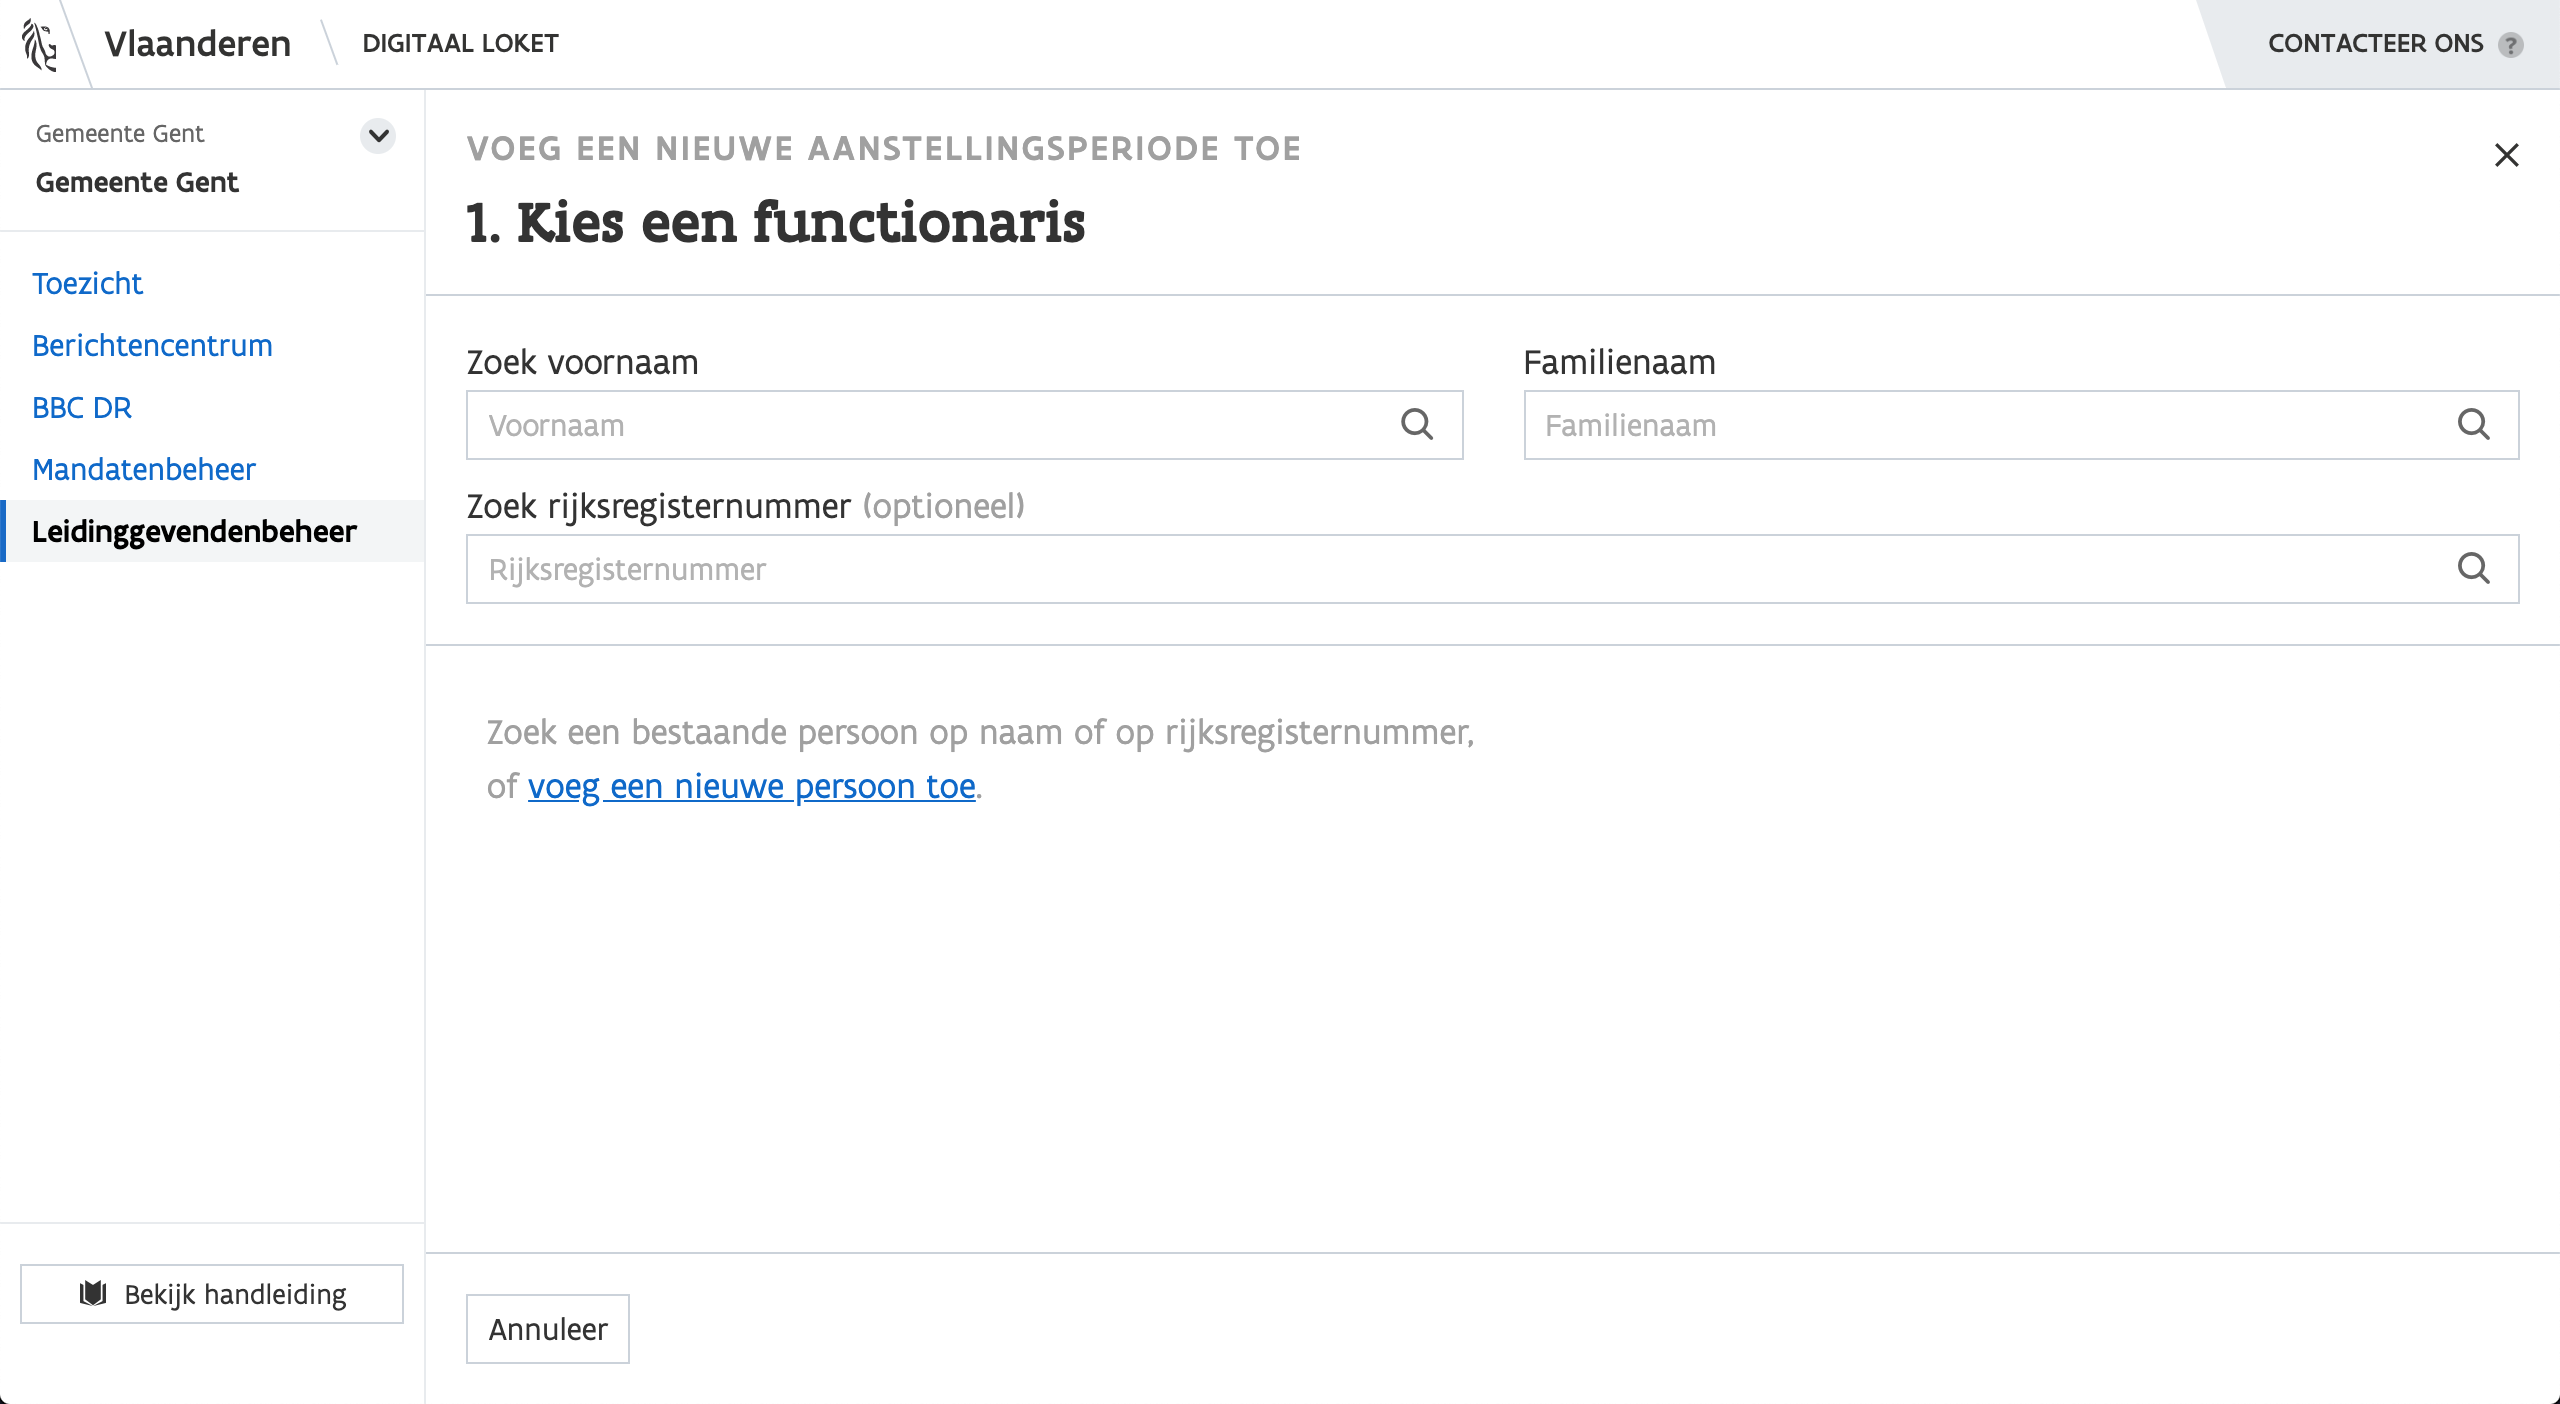 Vlaanderen
DIGITAAL LOKET
CONTACTEER ONS ?
Gemeente Gent
Gemeente Gent
Toezicht
Berichtencentrum
BBC DR
Mandatenbeheer
Leidinggevendenbeheer
Bekijk handleiding
VOEG EEN NIEUWE AANSTELLINGSPERIODE TOE
1. Kies een functionaris
Zoek voornaam
Voornaam
Familienaam
Familienaam
Zoek rijksregisternummer (optioneel)
Rijksregisternummer
Zoek een bestaande persoon op naam of op rijksregisternummer,
of voeg een nieuwe persoon toe.
Annuleer